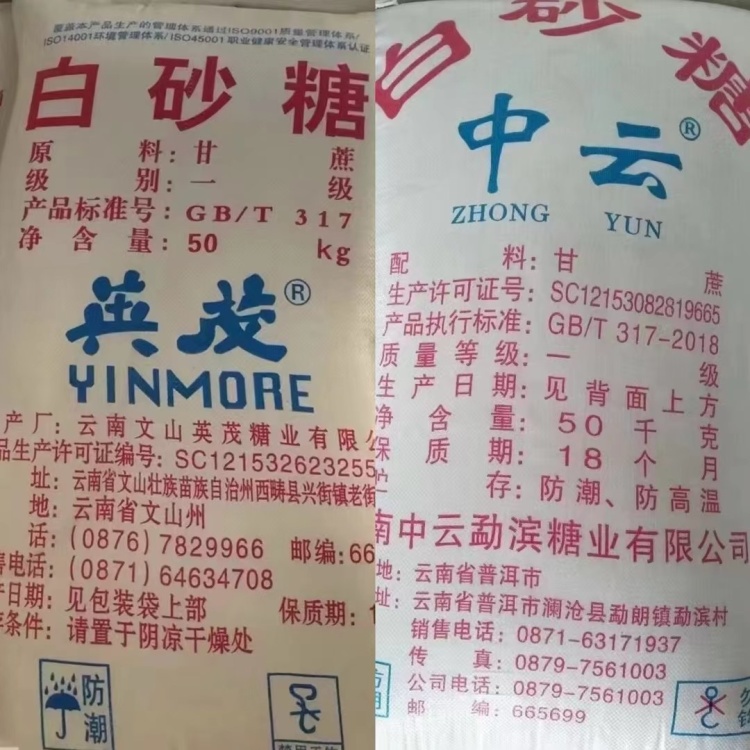 覆盖本产品生产的管理体系通过ISO9001质量管理体系/
ISO14001环境管理体系/ISO45001职业健康安全管理体系认证
白砂糖
原料：甘蔗
级别：一级
产品标准号：GB/T 317
净含量：50kg
英茂®
YINMORE
产厂：云南文山英茂糖业有限公
品生产许可证编号：SC121532623255
址：云南省文山壮族苗族自治州西畴县兴街镇老街
地：云南省文山州
话：(0876)7829966 邮编：66
售电话：(0871)64634708
产日期：见包装袋上部 保质期：1
存条件：请置于阴凉干燥处
防潮
白砂糖
中云®
ZHONG YUN
配料：甘蔗
生产许可证号：SC12153082819665
产品执行标准：GB/T 317-2018
质量等级：一级
生产日期：见背面上方
净含量：50千克
保质期：18个月
存：防潮、防高温
南中云勐滨糖业有限公司
地：云南省普洱市
址：云南省普洱市澜沧县勐朗镇勐滨村
销售电话：0871-63171937
传真：0879-7561003
公司电话：0879-7561003
邮编：665699